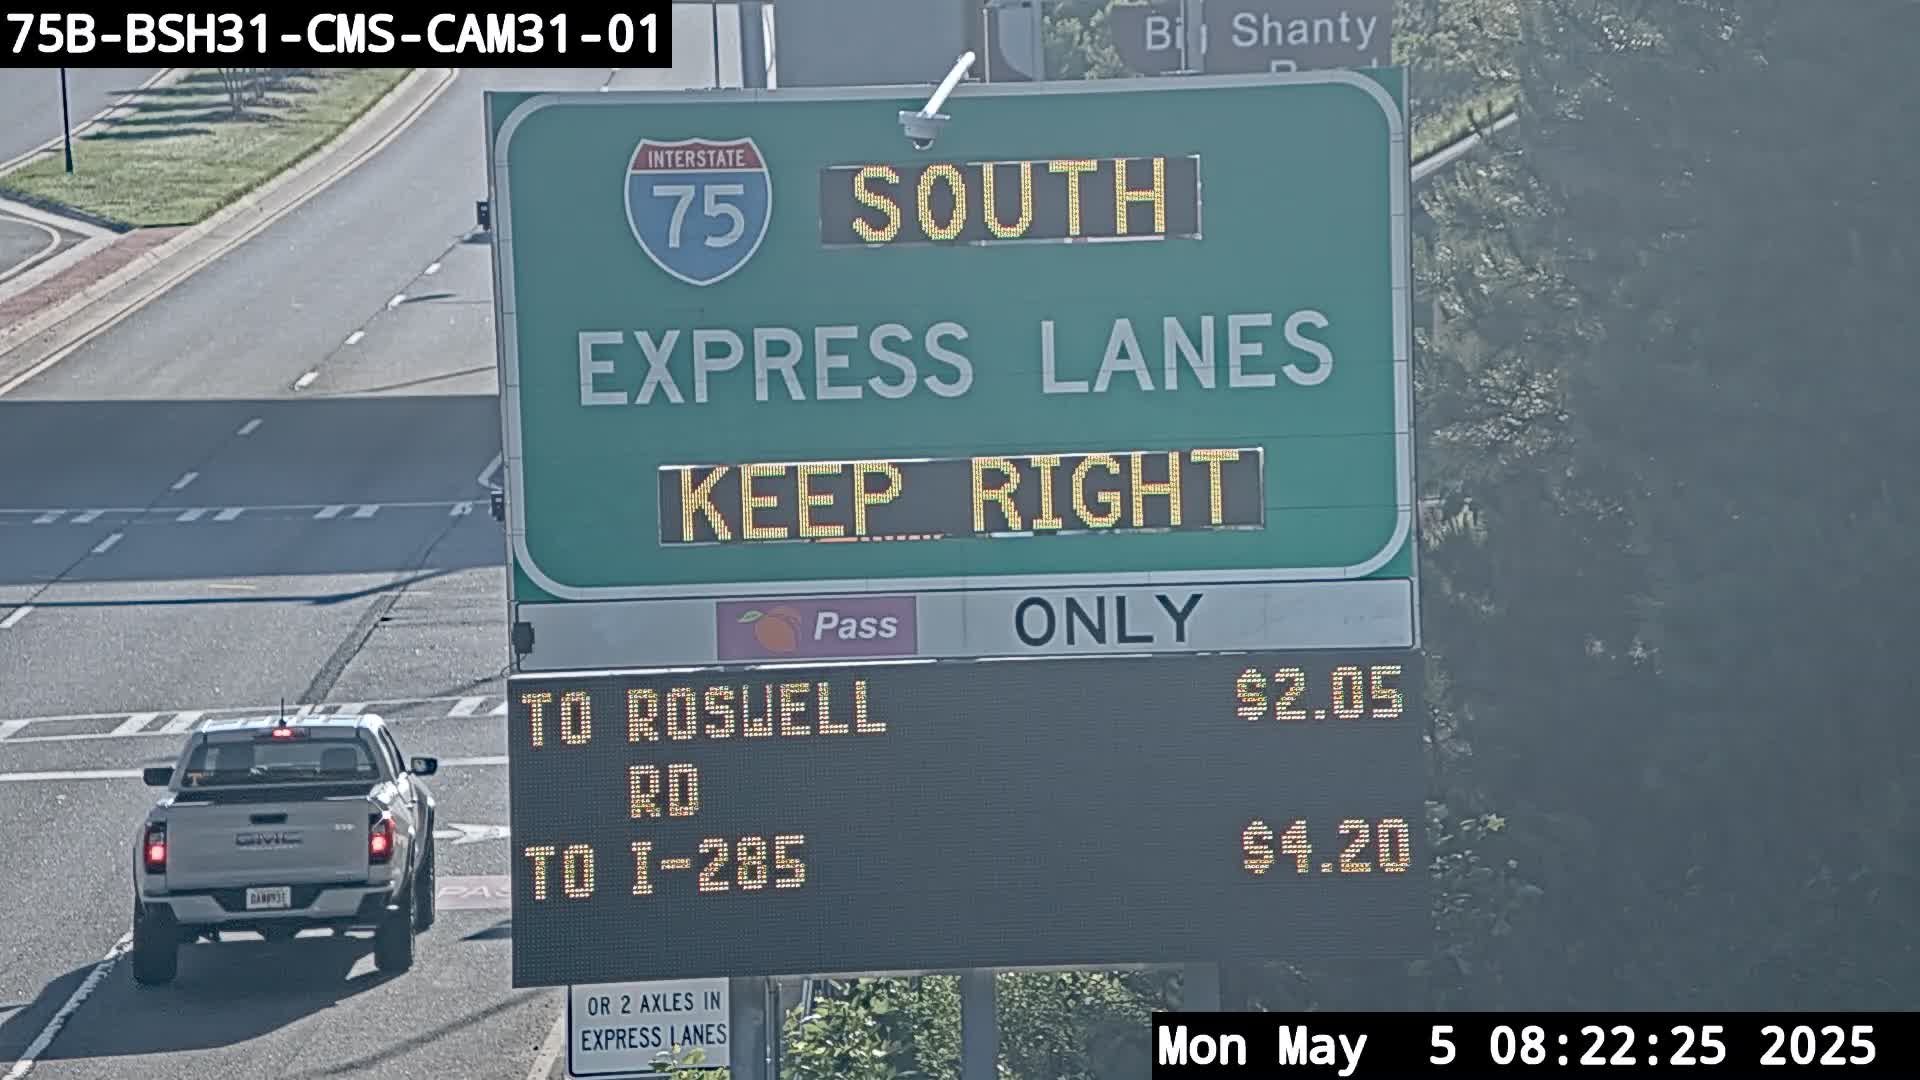 75B-BSH31-CMS-CAM31-01
Big Shanty
Road
INTERSTATE
75
SOUTH
EXPRESS LANES
KEEP RIGHT
Pass ONLY
TO ROSWELL $2.05
RD
TO I-285 $4.20
GMC
OR 2 AXLES IN
EXPRESS LANES
Mon May 5 08:22:25 2025